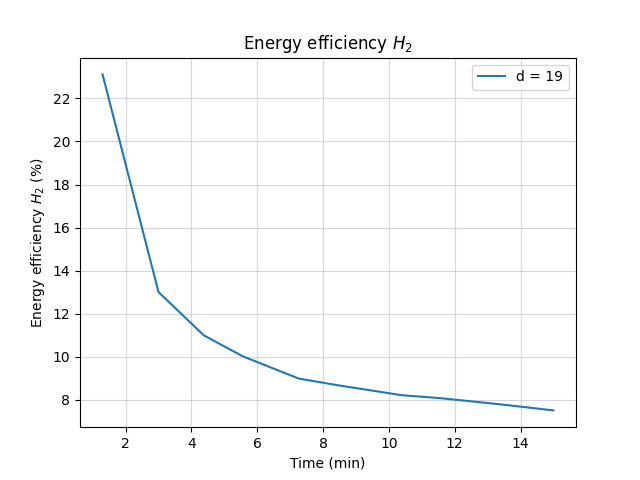 Energy efficiency H₂
d = 19
Energy efficiency H₂ (%)
22
20
18
16
14
12
10
8
2 4 6 8 10 12 14
Time (min)